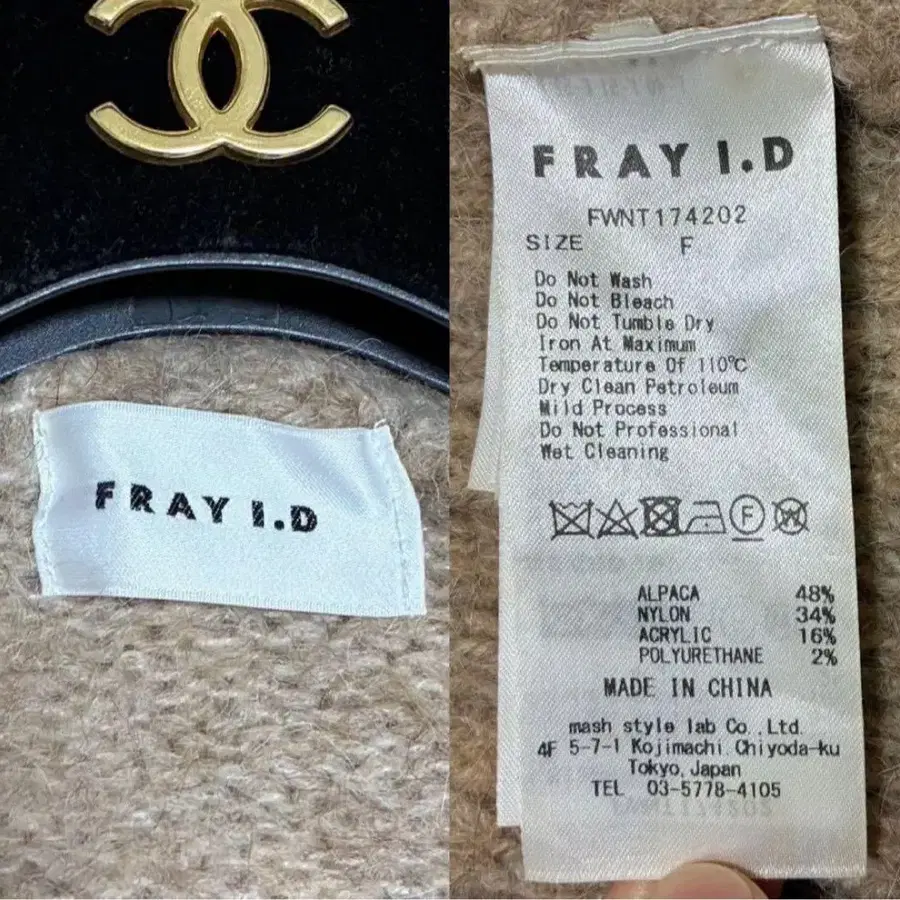 FRAY I.D
FRAY I.D
FWNT174202
SIZE F
Do Not Wash
Do Not Bleach
Do Not Tumble Dry
Iron At Maximum
Temperature Of 110℃
Dry Clean Petroleum
Mild Process
Do Not Professional
Wet Cleaning
F
W
ALPACA 48%
NYLON 34%
ACRYLIC 16%
POLYURETHANE 2%
MADE IN CHINA
mash style lab Co.,Ltd.
4F 5-7-1 Kojimachi Chiyoda-ku
Tokyo,Japan
TEL 03-5778-4105